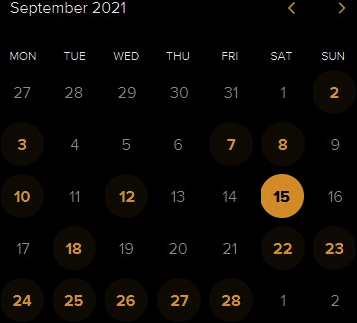 September 2021
MON TUE WED THU FRI SAT SUN
27 28 29 30 31 1 2
3 4 5 6 7 8 9
10 11 12 13 14 15 16
17 18 19 20 21 22 23
24 25 26 27 28 1 2